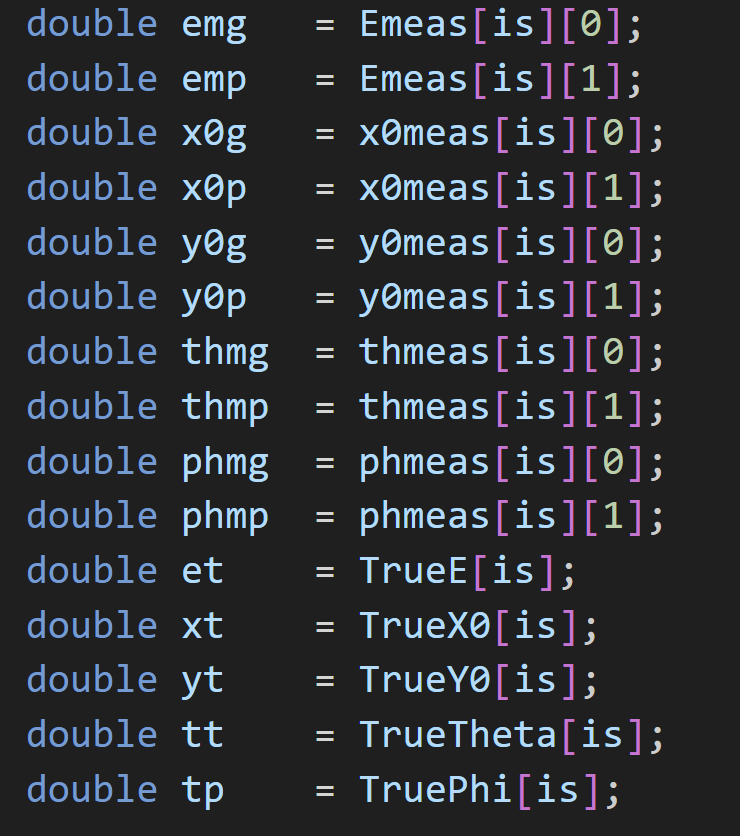 double emg   = Emeas[is][0];
double emp   = Emeas[is][1];
double x0g   = x0meas[is][0];
double x0p   = x0meas[is][1];
double y0g   = y0meas[is][0];
double y0p   = y0meas[is][1];
double thmg  = thmeas[is][0];
double thmp  = thmeas[is][1];
double phmg  = phmeas[is][0];
double phmp  = phmeas[is][1];
double et    = TrueE[is];
double xt    = TrueX0[is];
double yt    = TrueY0[is];
double tt    = TrueTheta[is];
double tp    = TruePhi[is];